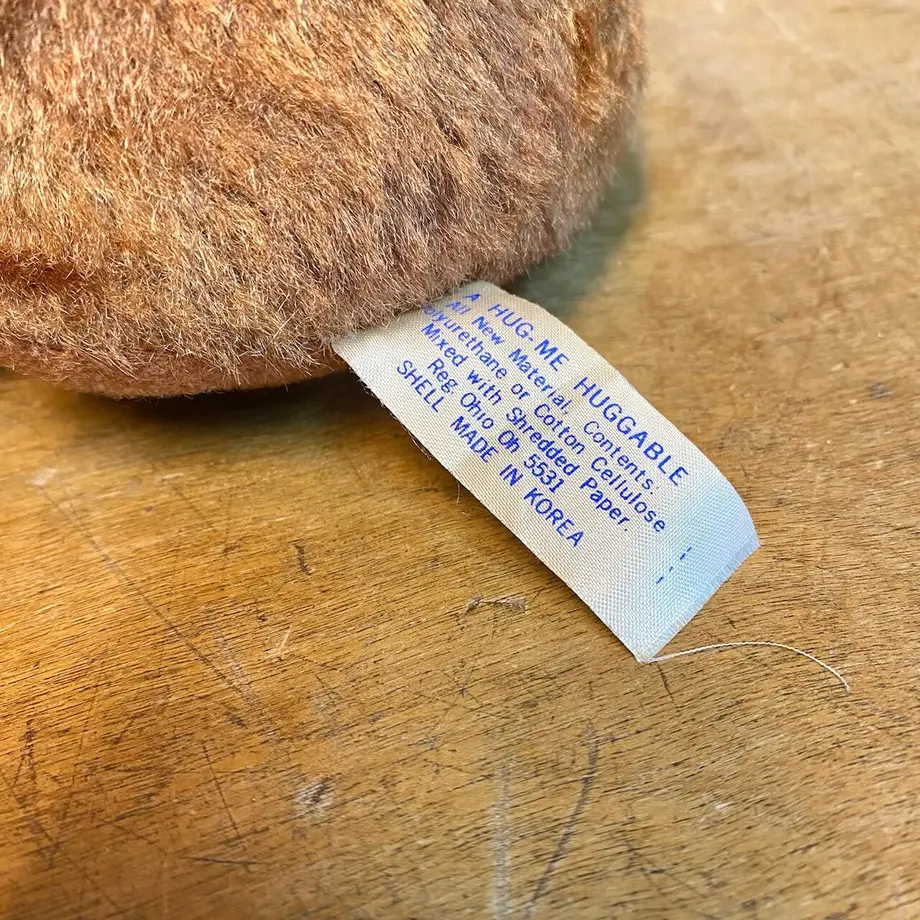 A HUG-ME HUGGABLE
All New Material, Contents:
Polyurethane or Cotton Cellulose
Mixed with Shredded Paper.
Reg. Ohio Oh 5531
SHELL MADE IN KOREA